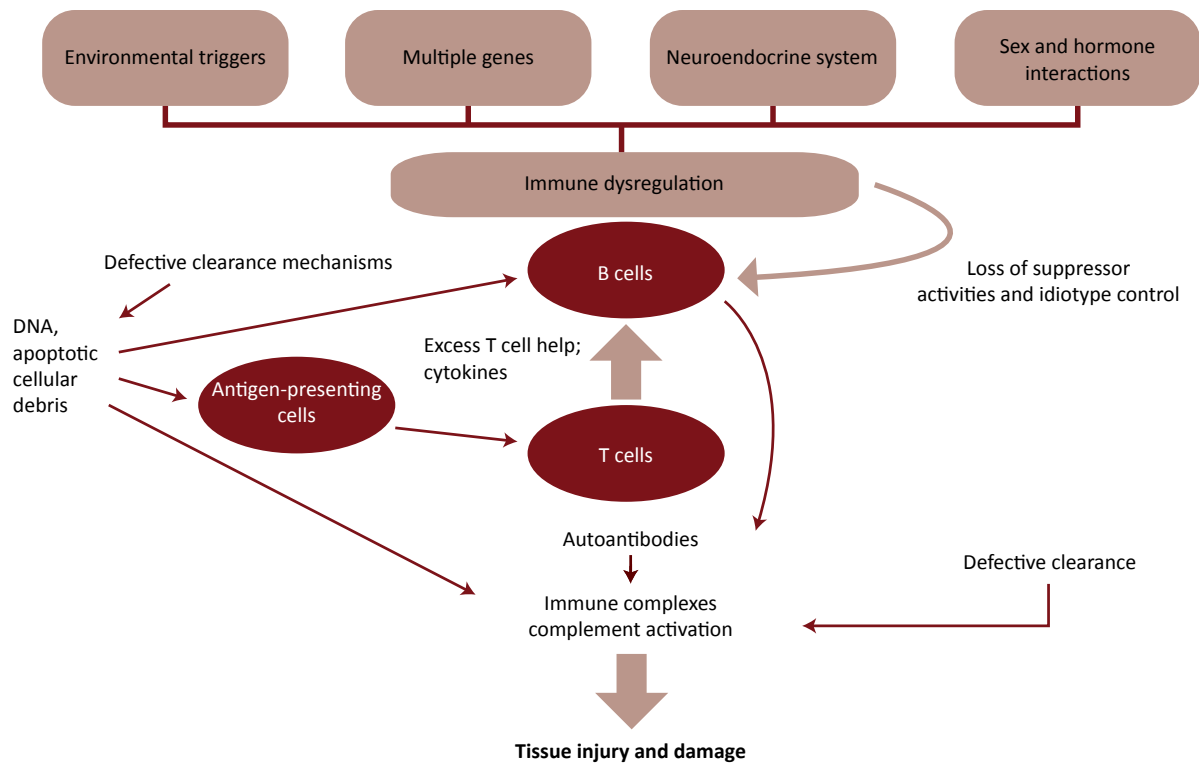 Environmental triggers
Multiple genes
Neuroendocrine system
Sex and hormone
interactions
Immune dysregulation
Defective clearance mechanisms
B cells
Loss of suppressor
activities and idiotype control
DNA,
apoptotic
cellular
debris
Excess T cell help;
cytokines
Antigen-presenting
cells
T cells
Autoantibodies
Defective clearance
Immune complexes
complement activation
Tissue injury and damage